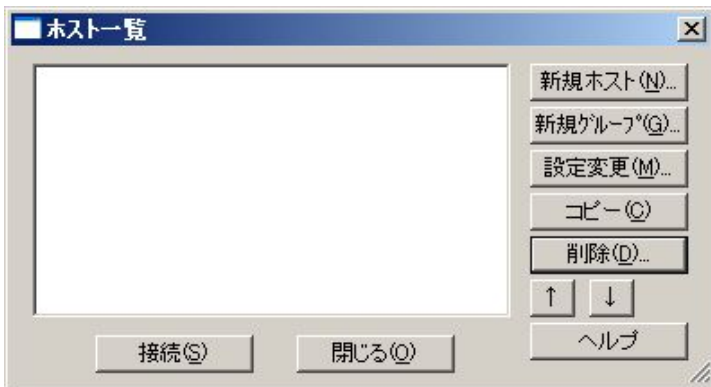 ホスト一覧
新規ホスト(N)...
新規ｸﾞﾙｰﾌﾟ(G)...
設定変更(M)...
コピー(C)
削除(D)...
↑ ↓
ヘルプ
接続(S) 閉じる(O)